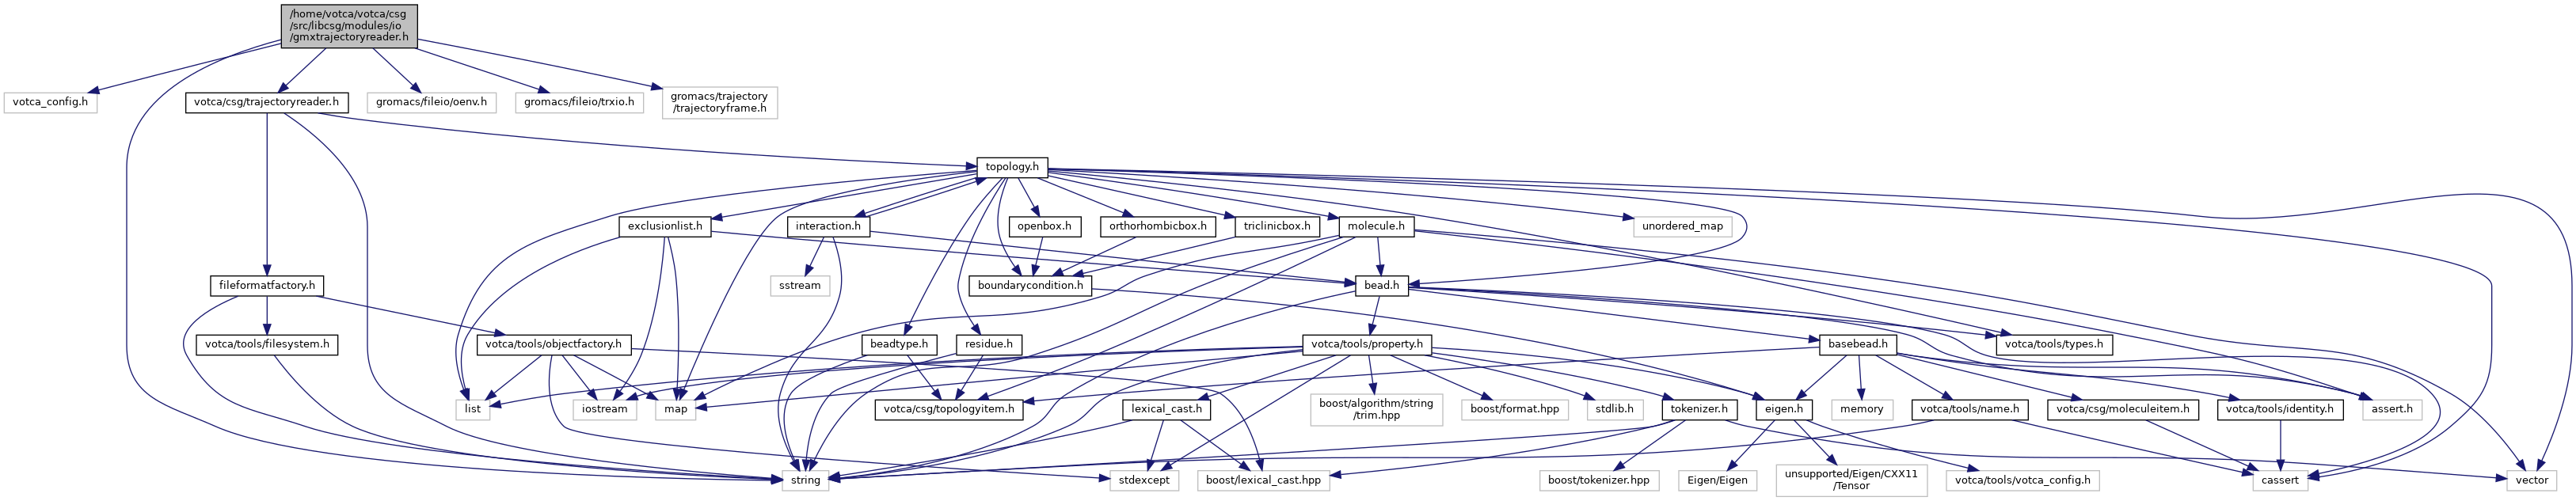 /home/votca/votca/csg
/src/libcsg/modules/io
/gmxtrajectoryreader.h
votca_config.h
votca/csg/trajectoryreader.h
gromacs/fileio/oenv.h
gromacs/fileio/trxio.h
gromacs/trajectory
/trajectoryframe.h
topology.h
exclusionlist.h
interaction.h
openbox.h
orthorhombicbox.h
triclinicbox.h
molecule.h
unordered_map
fileformatfactory.h
sstream
boundarycondition.h
bead.h
votca/tools/filesystem.h
votca/tools/objectfactory.h
beadtype.h
residue.h
votca/tools/property.h
basebead.h
votca/tools/types.h
list
iostream
map
votca/csg/topologyitem.h
lexical_cast.h
boost/algorithm/string
/trim.hpp
boost/format.hpp
stdlib.h
tokenizer.h
eigen.h
memory
votca/tools/name.h
votca/csg/moleculeitem.h
votca/tools/identity.h
assert.h
string
stdexcept
boost/lexical_cast.hpp
boost/tokenizer.hpp
Eigen/Eigen
unsupported/Eigen/CXX11
/Tensor
votca/tools/votca_config.h
cassert
vector